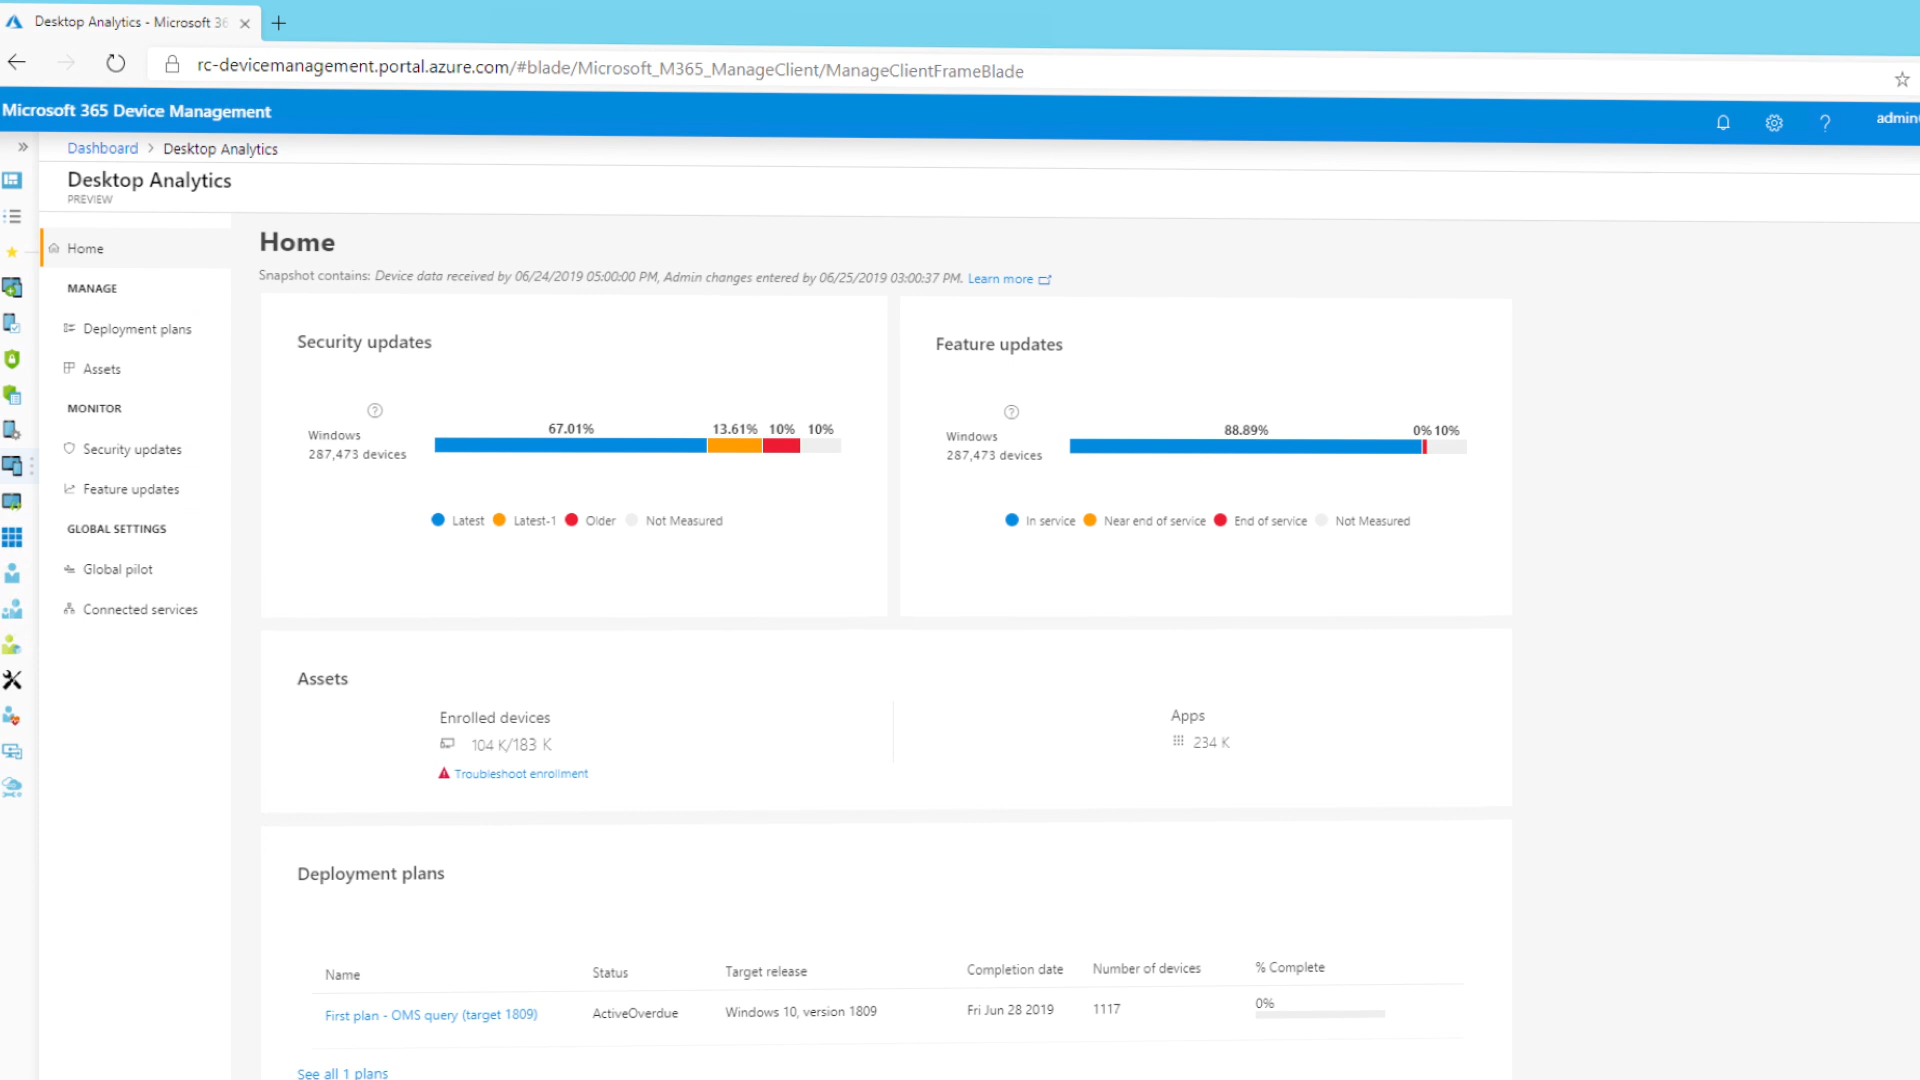 Desktop Analytics - Microsoft 36
rc-devicemanagement.portal.azure.com/#blade/Microsoft_M365_ManageClient/ManageClientFrameBlade
Microsoft 365 Device Management
admin
Dashboard > Desktop Analytics
Desktop Analytics
PREVIEW
Home
MANAGE
Deployment plans
Assets
MONITOR
Security updates
Feature updates
GLOBAL SETTINGS
Global pilot
Connected services
Home
Snapshot contains: Device data received by 06/24/2019 05:00:00 PM, Admin changes entered by 06/25/2019 03:00:37 PM. Learn more
Security updates
Windows
287,473 devices
67.01% 13.61% 10% 10%
Latest Latest-1 Older Not Measured
Feature updates
Windows
287,473 devices
88.89% 0% 10%
In service Near end of service End of service Not Measured
Assets
Enrolled devices
104 K/183 K
Troubleshoot enrollment
Apps
234 K
Deployment plans
Name Status Target release Completion date Number of devices % Complete
First plan - OMS query (target 1809) ActiveOverdue Windows 10, version 1809 Fri Jun 28 2019 1117 0%
See all 1 plans